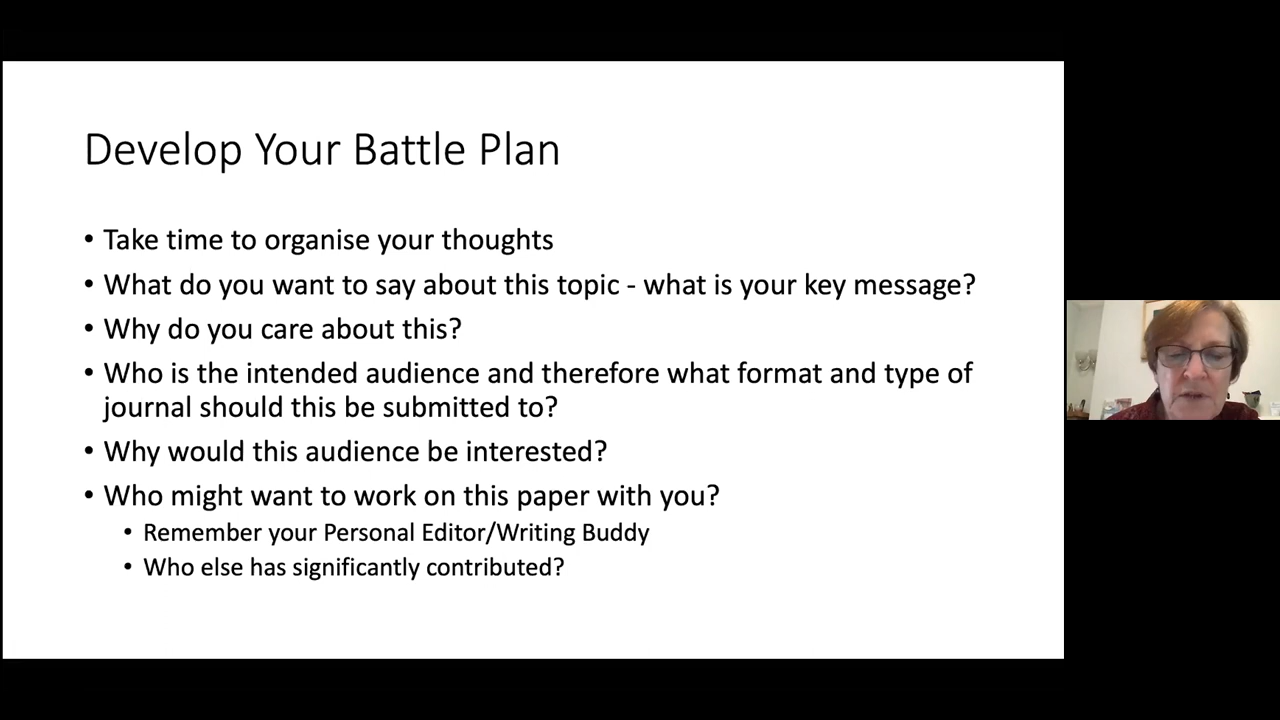 Develop Your Battle Plan
• Take time to organise your thoughts
• What do you want to say about this topic - what is your key message?
• Why do you care about this?
• Who is the intended audience and therefore what format and type of
journal should this be submitted to?
• Why would this audience be interested?
• Who might want to work on this paper with you?
• Remember your Personal Editor/Writing Buddy
• Who else has significantly contributed?